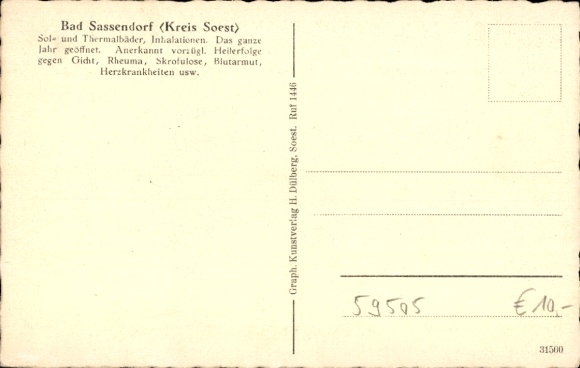 Bad Sassendorf (Kreis Soest)
Sol- und Thermalbäder, Inhalationen. Das ganze
Jahr geöffnet. Anerkannt vorzügl. Heilerfolge
gegen Gicht, Rheuma, Skrofulose, Blutarmut,
Herzkrankheiten usw.
Graph. Kunstverlag H. Dülberg, Soest. Ruf 1446
59505
€ 10,-
31500